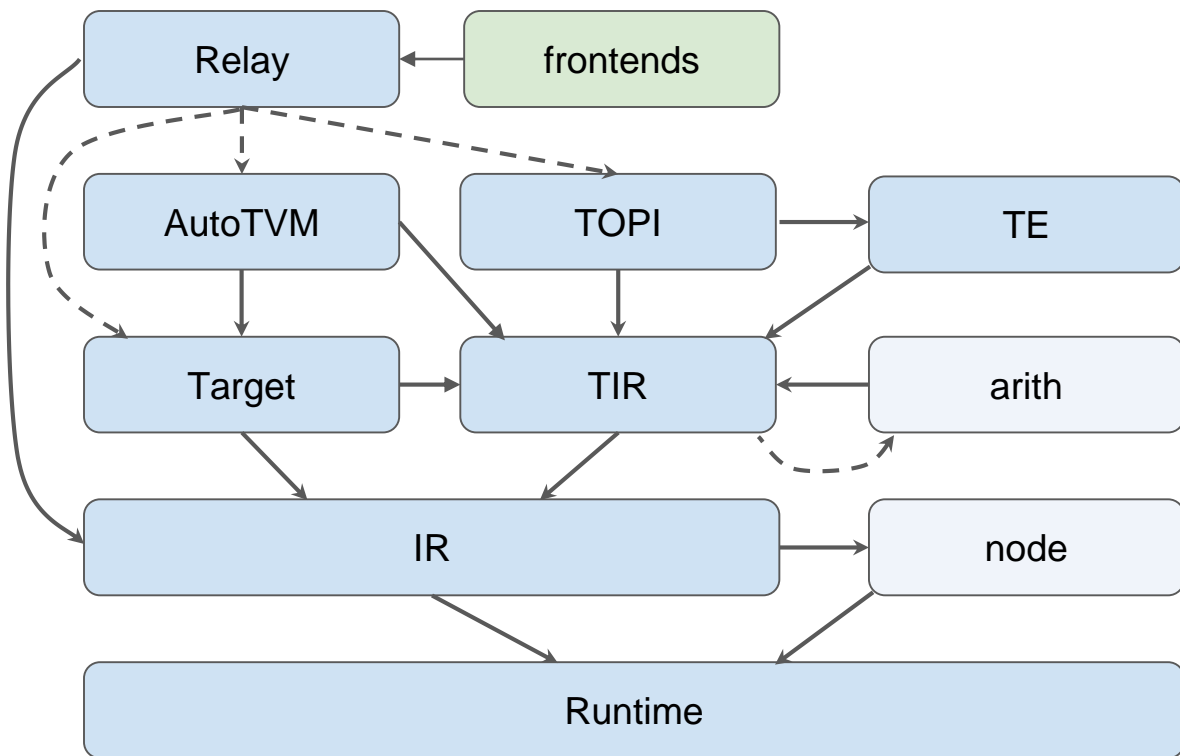 Relay
frontends
AutoTVM
TOPI
TE
Target
TIR
arith
IR
node
Runtime